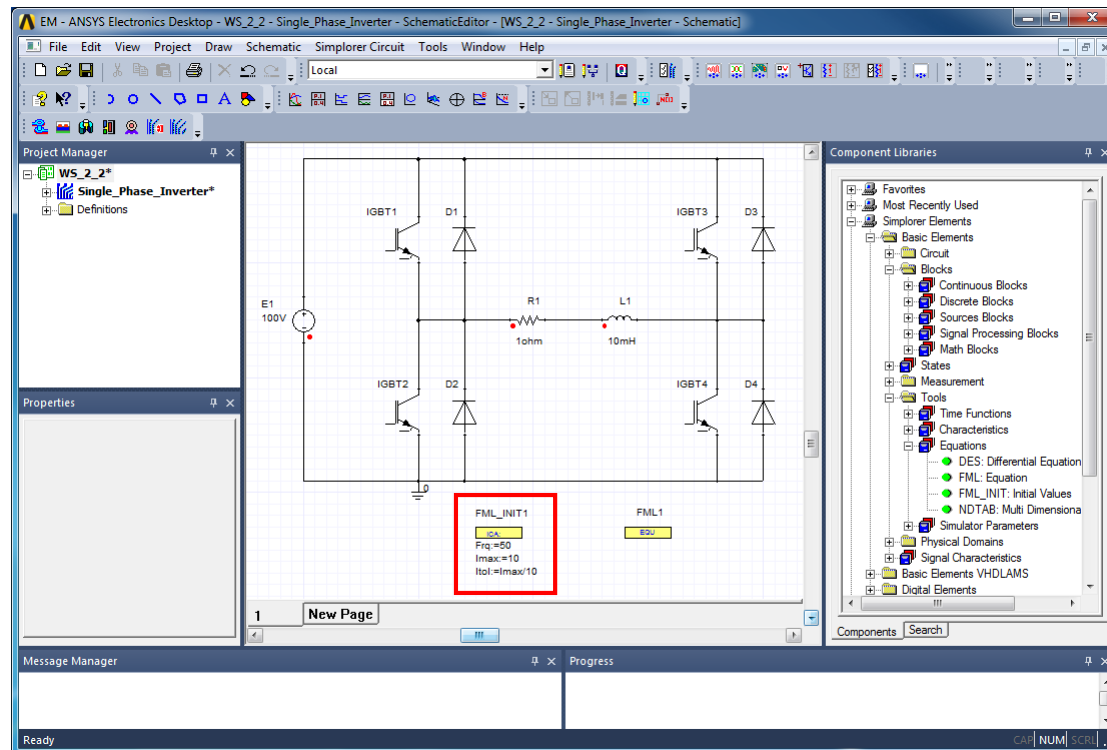 EM - ANSYS Electronics Desktop - WS_2_2 - Single_Phase_Inverter - SchematicEditor - [WS_2_2 - Single_Phase_Inverter - Schematic]
File Edit View Project Draw Schematic Simplorer Circuit Tools Window Help
Local
Project Manager
WS_2_2*
Single_Phase_Inverter*
Definitions
Properties
IGBT1 D1 IGBT3 D3
E1
100V
R1 L1
1ohm 10mH
IGBT2 D2 IGBT4 D4
0
FML_INIT1 FML1
ICA: EQU
Frq:=50
Imax:=10
Itol:=Imax/10
1 New Page
Component Libraries
Favorites
Most Recently Used
Simplorer Elements
Basic Elements
Circuit
Blocks
Continuous Blocks
Discrete Blocks
Sources Blocks
Signal Processing Blocks
Math Blocks
States
Measurement
Tools
Time Functions
Characteristics
Equations
DES: Differential Equation
FML: Equation
FML_INIT: Initial Values
NDTAB: Multi Dimensiona
Simulator Parameters
Physical Domains
Signal Characteristics
Basic Elements VHDLAMS
Digital Elements
Components Search
Message Manager
Progress
Ready
CAP NUM SCRL